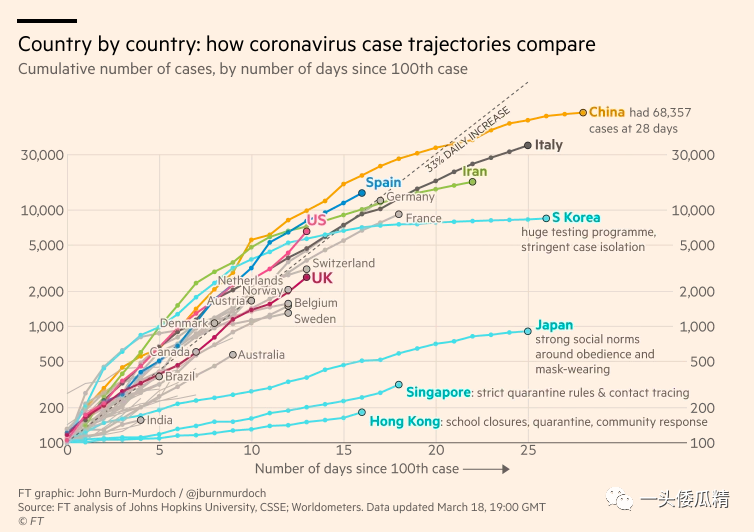 Country by country: how coronavirus case trajectories compare
Cumulative number of cases, by number of days since 100th case
China had 68,357
cases at 28 days
33% DAILY INCREASE
Italy
30,000
30,000
Iran
Spain
Germany
10,000
10,000
US
France
S Korea
huge testing programme,
stringent case isolation
5,000
5,000
Switzerland
UK
Netherlands
Norway
2,000
2,000
Austria
Belgium
Sweden
Denmark
1,000
1,000
Japan
strong social norms
around obedience and
mask-wearing
Canada
Australia
500
500
Brazil
Singapore: strict quarantine rules & contact tracing
200
200
India
Hong Kong: school closures, quarantine, community response
100
100
0
5
10
15
20
25
Number of days since 100th case
FT graphic: John Burn-Murdoch / @jburnmurdoch
Source: FT analysis of Johns Hopkins University, CSSE; Worldometers. Data updated March 18, 19:00 GMT
© FT
一头倭瓜精